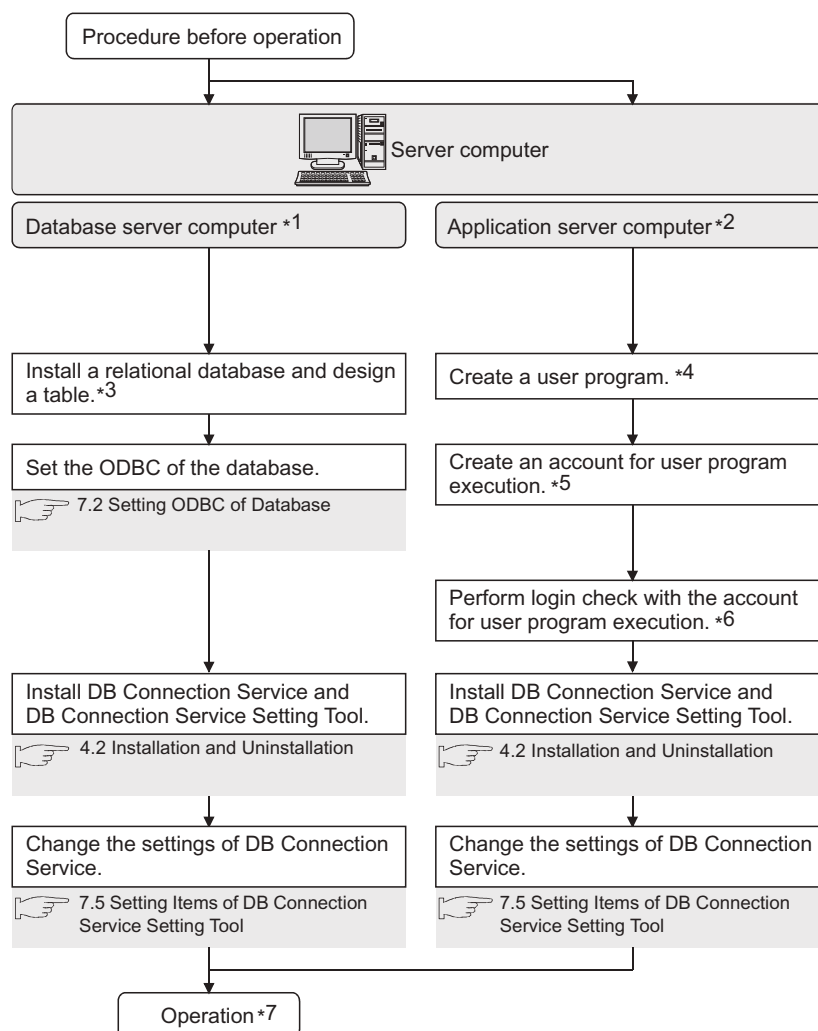 Procedure before operation
Server computer
Database server computer *1
Install a relational database and design
a table.*3
Set the ODBC of the database.
7.2 Setting ODBC of Database
Install DB Connection Service and
DB Connection Service Setting Tool.
4.2 Installation and Uninstallation
Change the settings of DB Connection
Service.
7.5 Setting Items of DB Connection
Service Setting Tool
Application server computer*2
Create a user program. *4
Create an account for user program
execution. *5
Perform login check with the account
for user program execution. *6
Install DB Connection Service and
DB Connection Service Setting Tool.
4.2 Installation and Uninstallation
Change the settings of DB Connection
Service.
7.5 Setting Items of DB Connection
Service Setting Tool
Operation *7